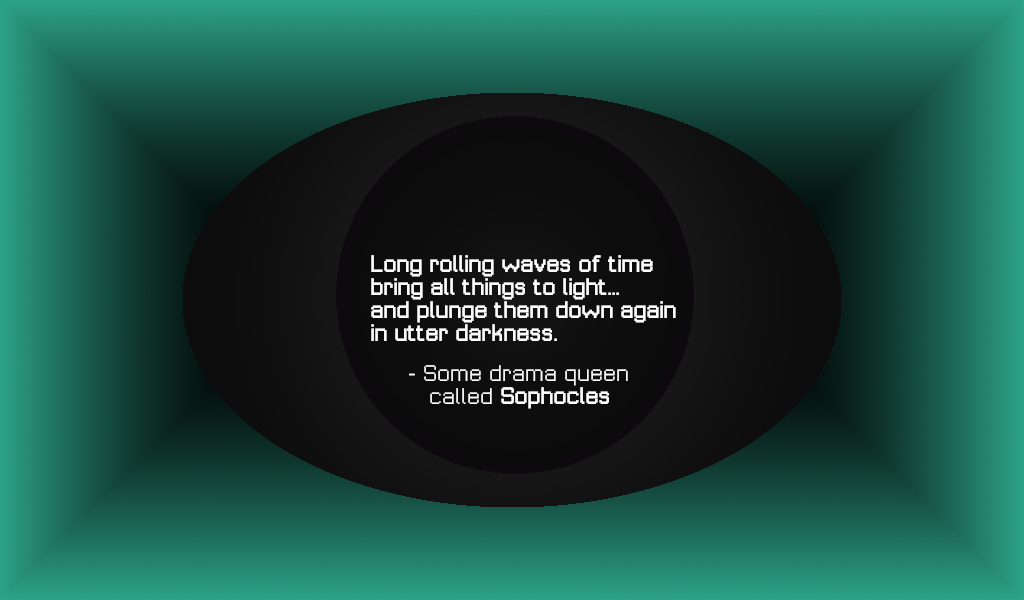 Long rolling waves of time
bring all things to light...
and plunge them down again
in utter darkness.
- Some drama queen
called Sophocles